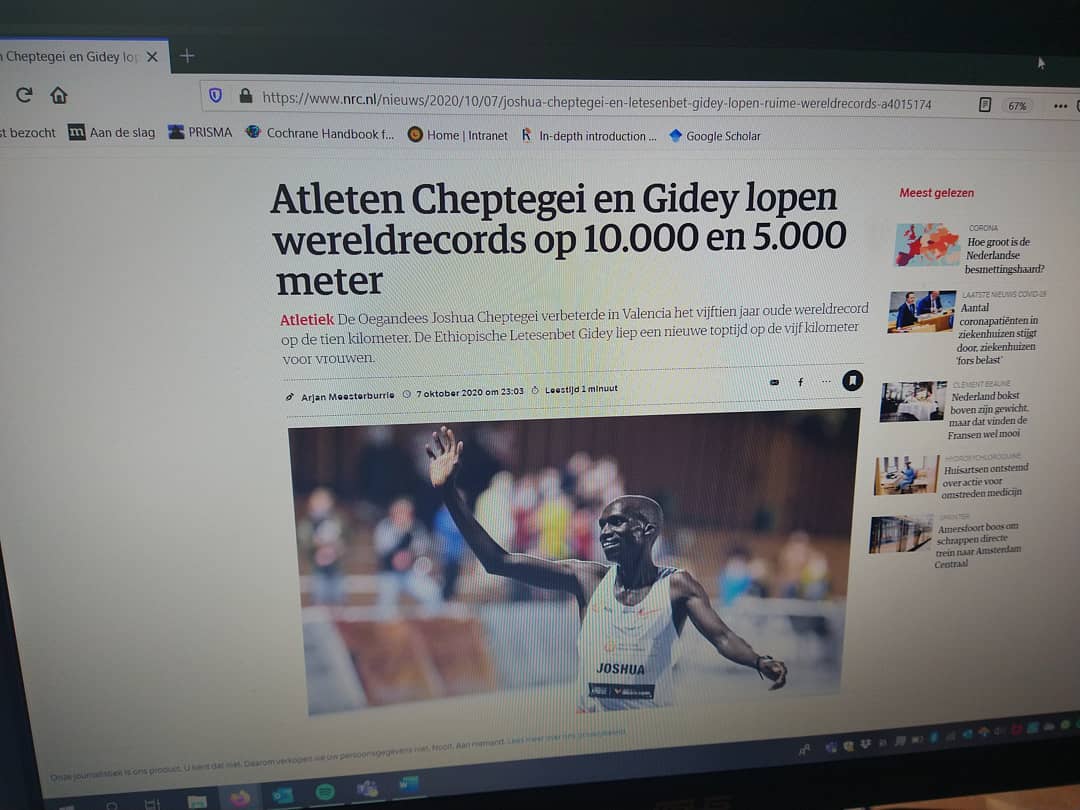 Cheptegei en Gidey lop
https://www.nrc.nl/nieuws/2020/10/07/joshua-cheptegei-en-letesenbet-gidey-lopen-ruime-wereldrecords-a4015174
67%
st bezocht
Aan de slag
PRISMA
Cochrane Handbook f...
Home | Intranet
In-depth introduction ...
Google Scholar
Atleten Cheptegei en Gidey lopen
wereldrecords op 10.000 en 5.000
meter
Atletiek De Oegandees Joshua Cheptegei verbeterde in Valencia het vijftien jaar oude wereldrecord
op de tien kilometer. De Ethiopische Letesenbet Gidey liep een nieuwe toptijd op de vijf kilometer
voor vrouwen.
Arjan Meesterburrie 7 oktober 2020 om 23:03 Leestijd 1 minuut
JOSHUA
Meest gelezen
CORONA
Hoe groot is de
Nederlandse
besmettingshaard?
LAATSTE NIEUWS COVID-19
Aantal
coronapatiënten in
ziekenhuizen stijgt
door, ziekenhuizen
'fors belast'
CLÉMENT BEAUNE
Nederland bokst
boven zijn gewicht,
maar dat vinden de
Fransen wel mooi
HYDROXYCHLOROQUINE
Huisartsen ontstemd
over actie voor
omstreden medicijn
SPRINTER
Amersfoort boos om
schrappen directe
trein naar Amsterdam
Centraal
Onze journalistiek is ons product. U kent dat niet. Daarom verkopen we uw persoonsgegevens niet. Nooit. Aan niemand. Lees meer over ons privacybeleid.